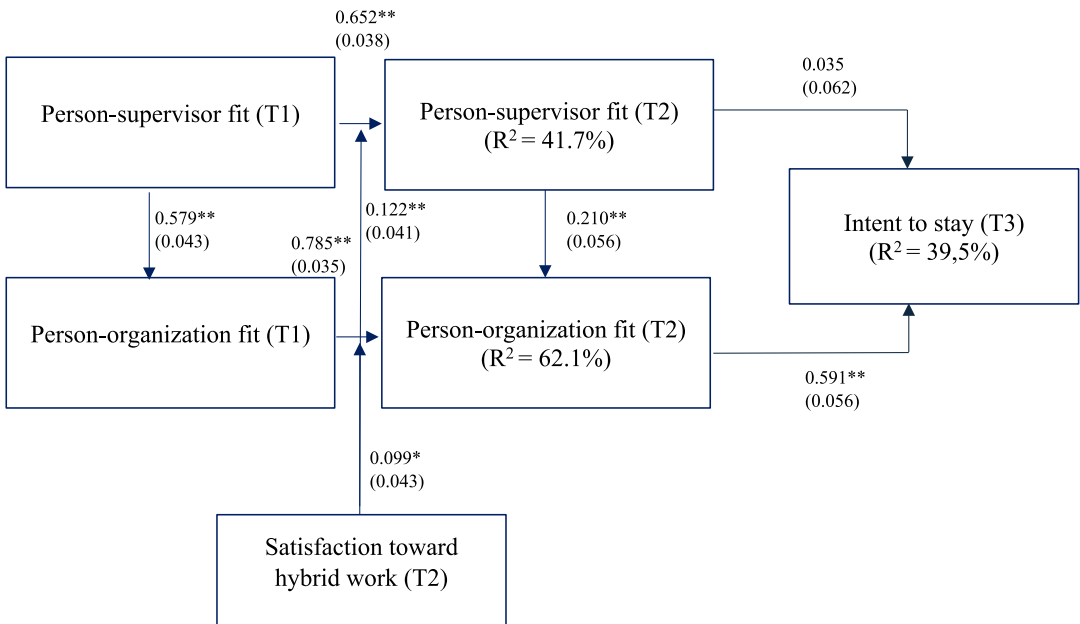 0.652**
(0.038)
Person-supervisor fit (T1)
Person-supervisor fit (T2)
(R² = 41.7%)
0.035
(0.062)
0.579**
(0.043)
0.785**
(0.035)
0.122**
(0.041)
0.210**
(0.056)
Intent to stay (T3)
(R² = 39,5%)
Person-organization fit (T1)
Person-organization fit (T2)
(R² = 62.1%)
0.591**
(0.056)
0.099*
(0.043)
Satisfaction toward
hybrid work (T2)